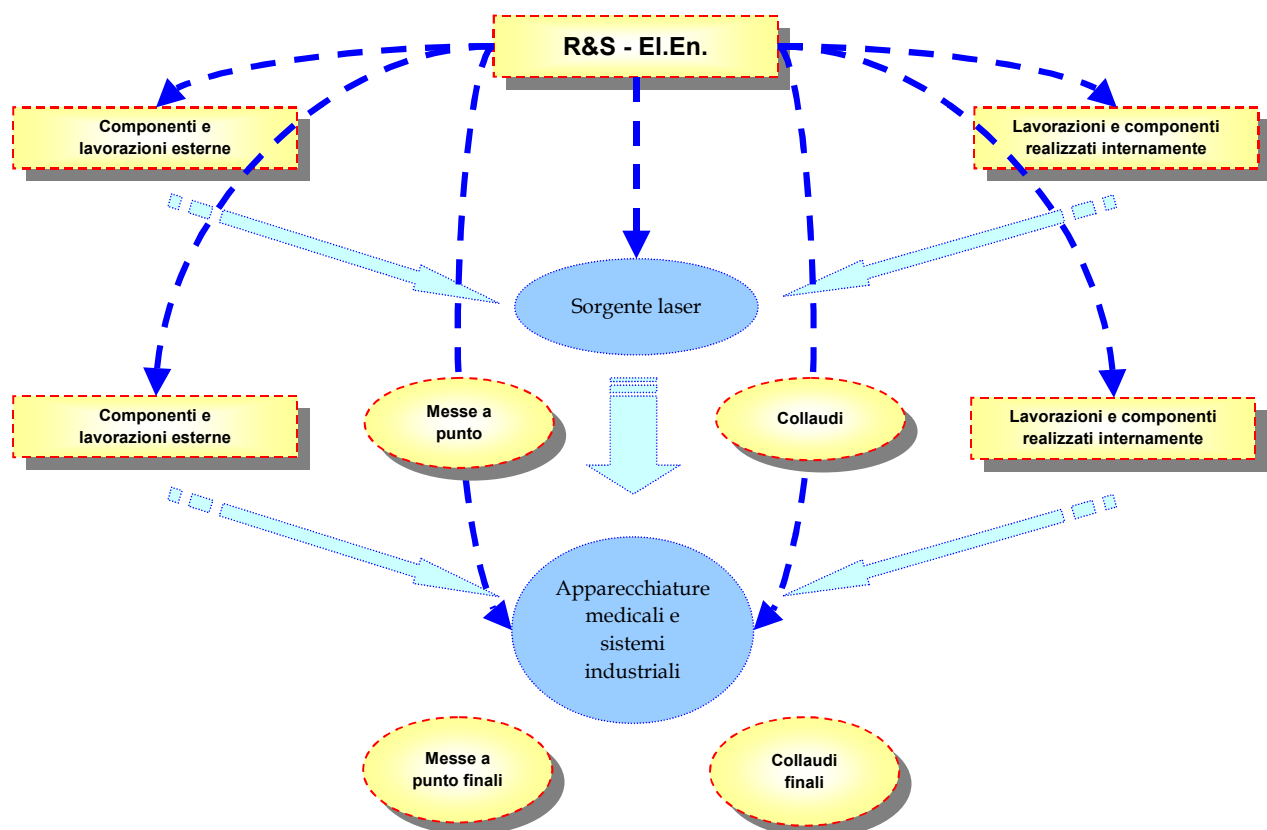 R&S - El.En.
Componenti e
lavorazioni esterne
Lavorazioni e componenti
realizzati internamente
Sorgente laser
Componenti e
lavorazioni esterne
Messe a
punto
Collaudi
Lavorazioni e componenti
realizzati internamente
Apparecchiature
medicali e
sistemi
industriali
Messe a
punto finali
Collaudi
finali